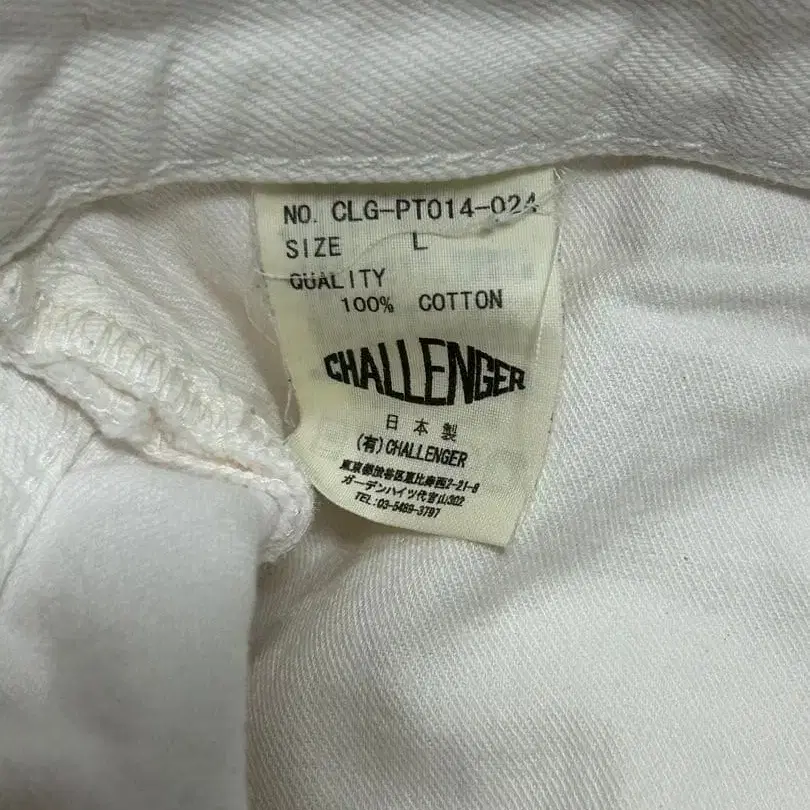 NO. CLG-PT014-024
SIZE L
QUALITY
100% COTTON
CHALLENGER
日本製
(有)CHALLENGER
東京都渋谷区恵比寿西2-21-8
ガーデンハイツ代官山302
TEL:03-5489-3797